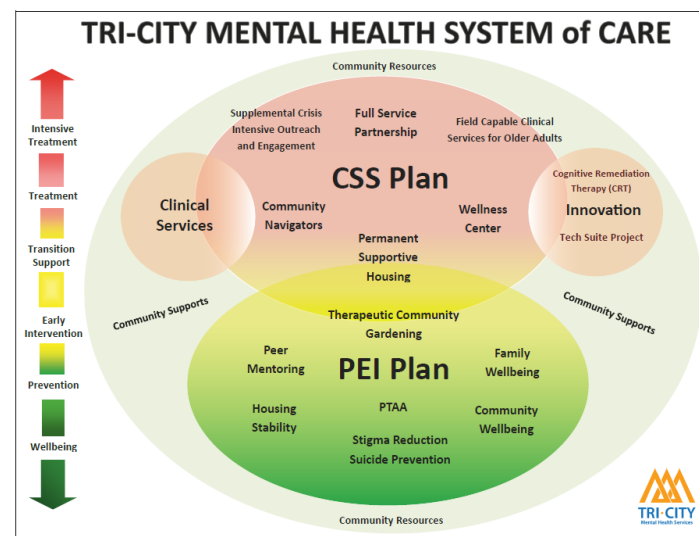 TRI-CITY MENTAL HEALTH SYSTEM of CARE
Community Resources
Intensive
Treatment
Treatment
Transition
Support
Early
Intervention
Prevention
Wellbeing
Supplemental Crisis
Intensive Outreach
and Engagement
Full Service
Partnership
Field Capable Clinical
Services for Older Adults
CSS Plan
Clinical
Services
Community
Navigators
Wellness
Center
Cognitive Remediation
Therapy (CRT)
Innovation
Tech Suite Project
Permanent
Supportive
Housing
Community Supports
Community Supports
Therapeutic Community
Gardening
Peer
Mentoring
PEI Plan
Family
Wellbeing
Housing
Stability
PTAA
Community
Wellbeing
Stigma Reduction
Suicide Prevention
Community Resources
TRI·CITY
Mental Health Services